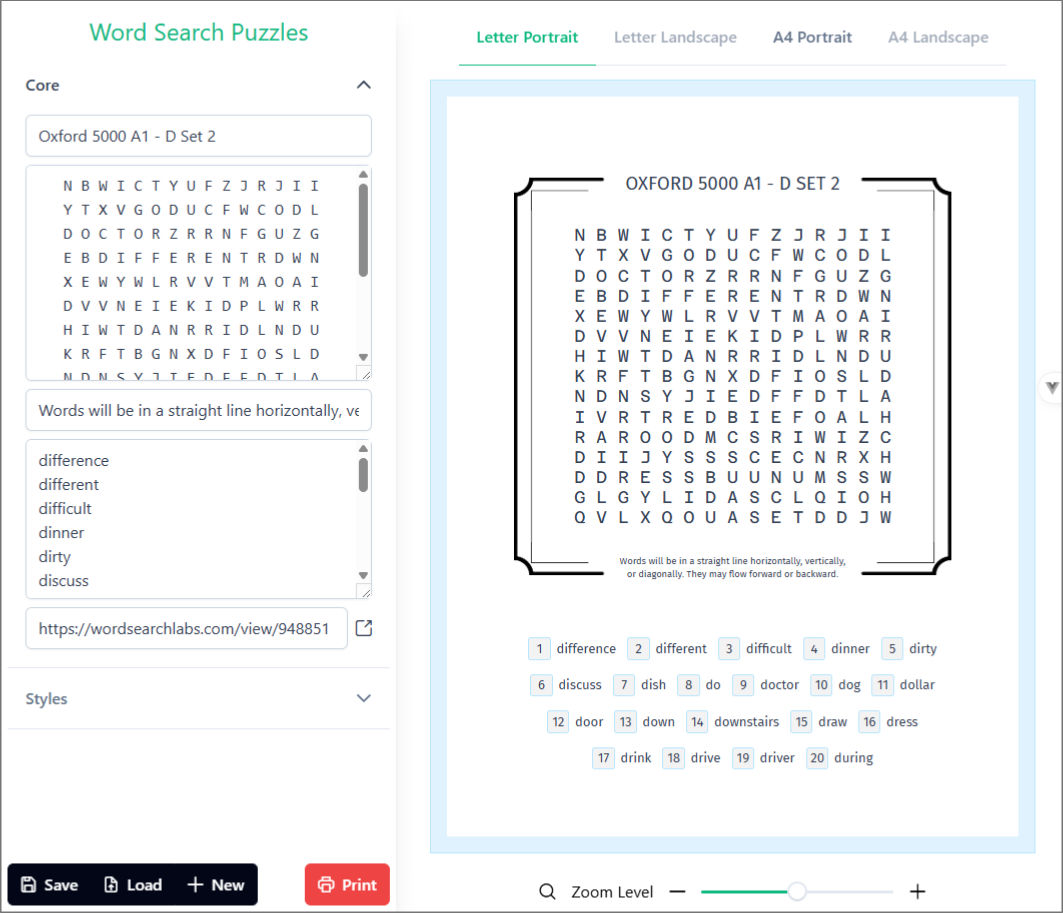 Word Search Puzzles
Core
Oxford 5000 A1 - D Set 2
N B W I C T Y U F Z J R J I I
Y T X V G O D U C F W C O D L
D O C T O R Z R R N F G U Z G
E B D I F F E R E N T R D W N
X E W Y W L R V V T M A O A I
D V V N E I E K I D P L W R R
H I W T D A N R R I D L N D U
K R F T B G N X D F I O S L D
N D N S Y J I E D F F D T L A
Words will be in a straight line horizontally, ve
difference
different
difficult
dinner
dirty
discuss
https://wordsearchlabs.com/view/948851
Styles
Save Load New Print
Letter Portrait Letter Landscape A4 Portrait A4 Landscape
OXFORD 5000 A1 - D SET 2
N B W I C T Y U F Z J R J I I
Y T X V G O D U C F W C O D L
D O C T O R Z R R N F G U Z G
E B D I F F E R E N T R D W N
X E W Y W L R V V T M A O A I
D V V N E I E K I D P L W R R
H I W T D A N R R I D L N D U
K R F T B G N X D F I O S L D
N D N S Y J I E D F F D T L A
I V R T R E D B I E F O A L H
R A R O O D M C S R I W I Z C
D I I J Y S S S C E C N R X H
D D R E S S B U U N U M S S W
G L G Y L I D A S C L Q I O H
Q V L X Q O U A S E T D D J W
Words will be in a straight line horizontally, vertically,
or diagonally. They may flow forward or backward.
1 difference 2 different 3 difficult 4 dinner 5 dirty
6 discuss 7 dish 8 do 9 doctor 10 dog 11 dollar
12 door 13 down 14 downstairs 15 draw 16 dress
17 drink 18 drive 19 driver 20 during
Zoom Level